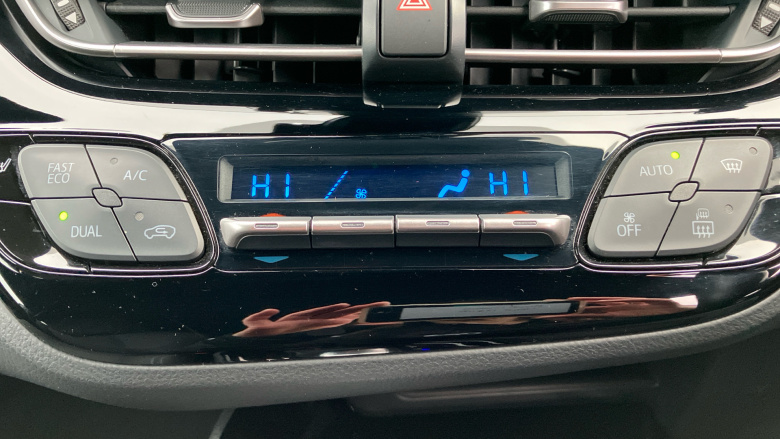 FAST
ECO
A/C
DUAL
HI
HI
AUTO
OFF